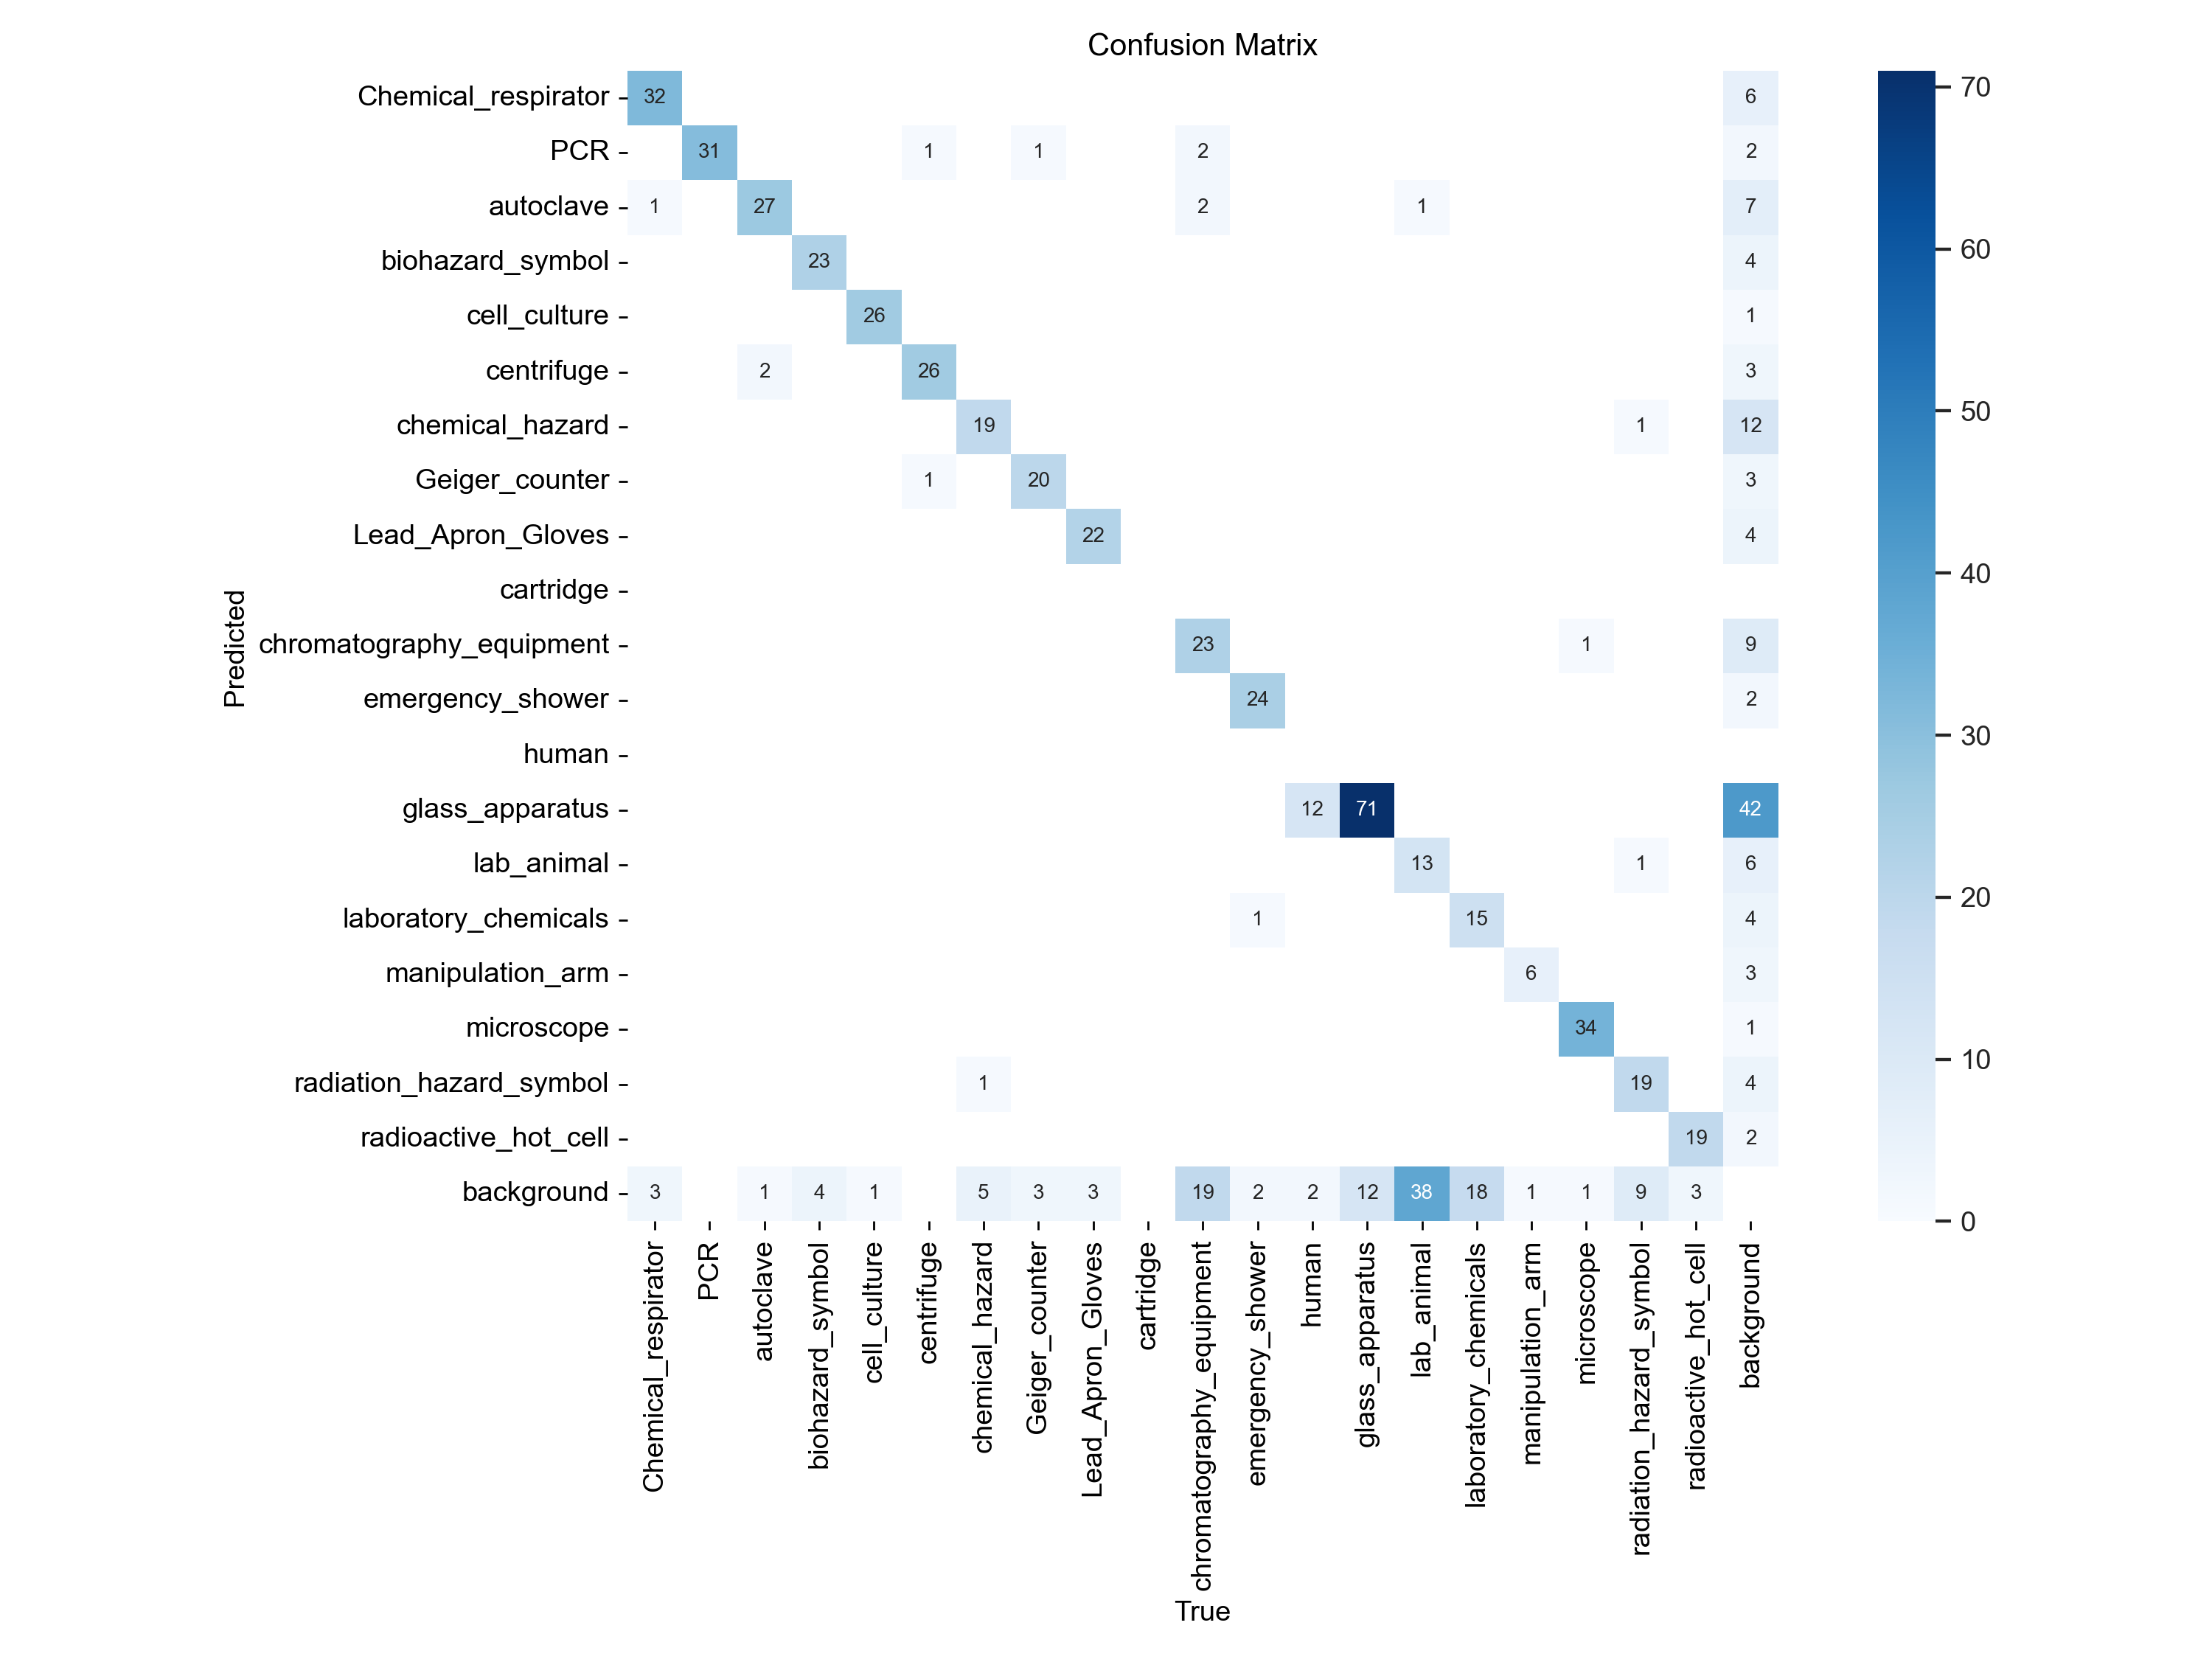 Confusion Matrix
Predicted
Chemical_respirator 32 6
PCR 31 1 1 2 2
autoclave 1 27 2 1 7
biohazard_symbol 23 4
cell_culture 26 1
centrifuge 2 26 3
chemical_hazard 19 1 12
Geiger_counter 1 20 3
Lead_Apron_Gloves 22 4
cartridge
chromatography_equipment 23 1 9
emergency_shower 24 2
human
glass_apparatus 12 71 42
lab_animal 13 1 6
laboratory_chemicals 1 15 4
manipulation_arm 6 3
microscope 34 1
radiation_hazard_symbol 1 19 4
radioactive_hot_cell 19 2
background 3 1 4 1 5 3 3 19 2 2 12 38 18 1 1 9 3
Chemical_respirator
PCR
autoclave
biohazard_symbol
cell_culture
centrifuge
chemical_hazard
Geiger_counter
Lead_Apron_Gloves
cartridge
chromatography_equipment
emergency_shower
human
glass_apparatus
lab_animal
laboratory_chemicals
manipulation_arm
microscope
radiation_hazard_symbol
radioactive_hot_cell
background
True
70
60
50
40
30
20
10
0